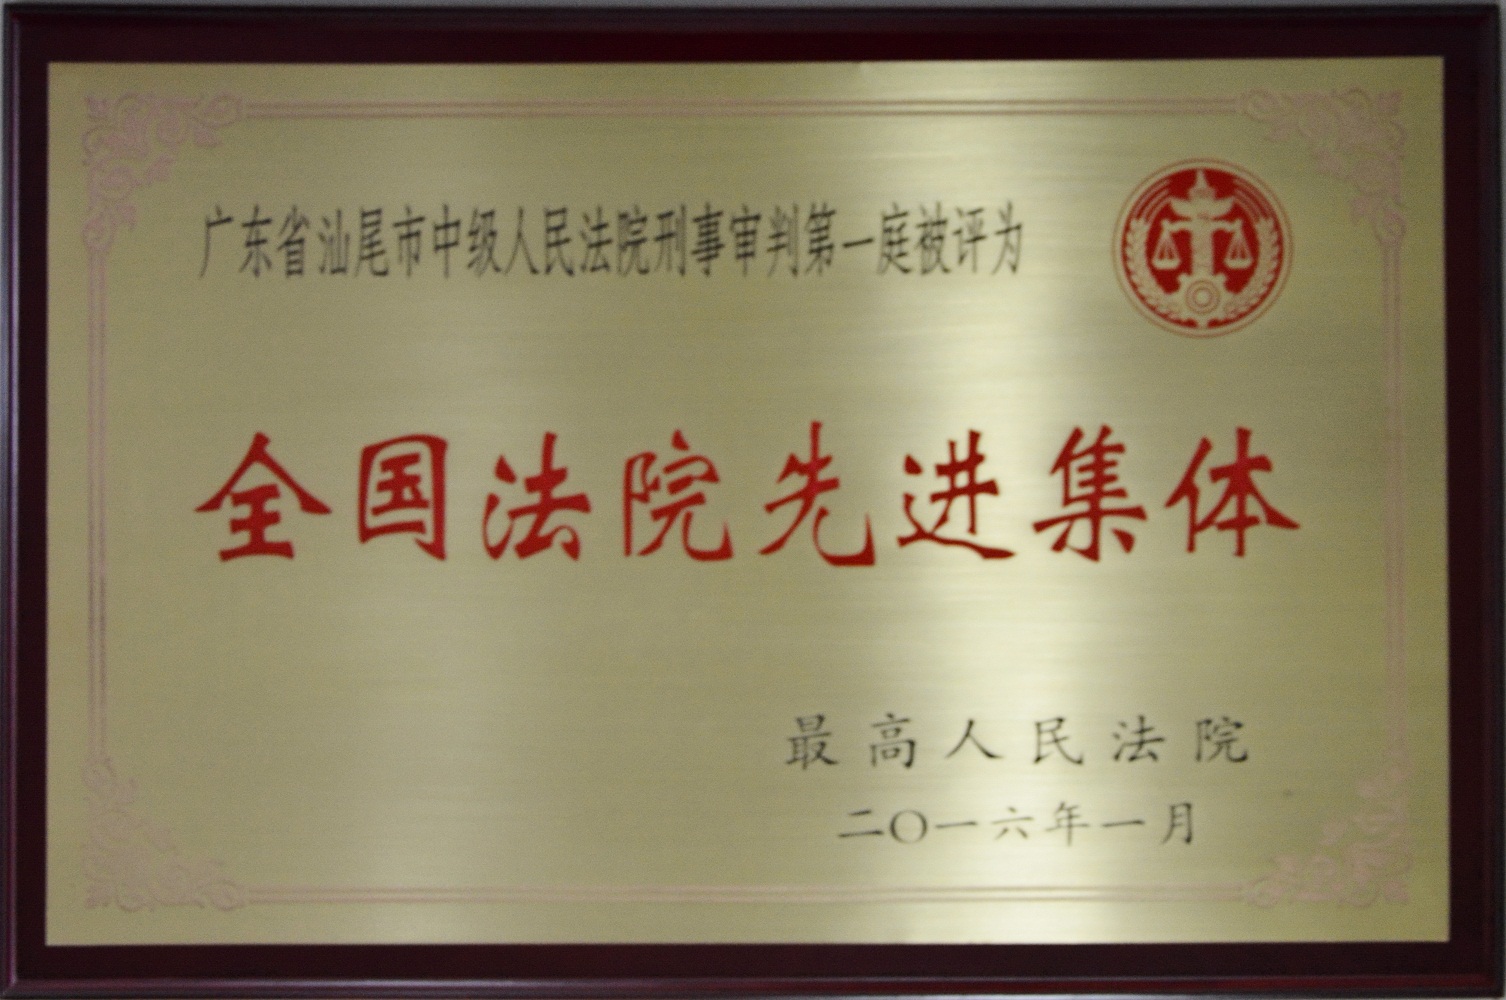 广东省汕尾市中级人民法院刑事审判第一庭被评为
全国法院先进集体
最高人民法院
二〇一六年一月